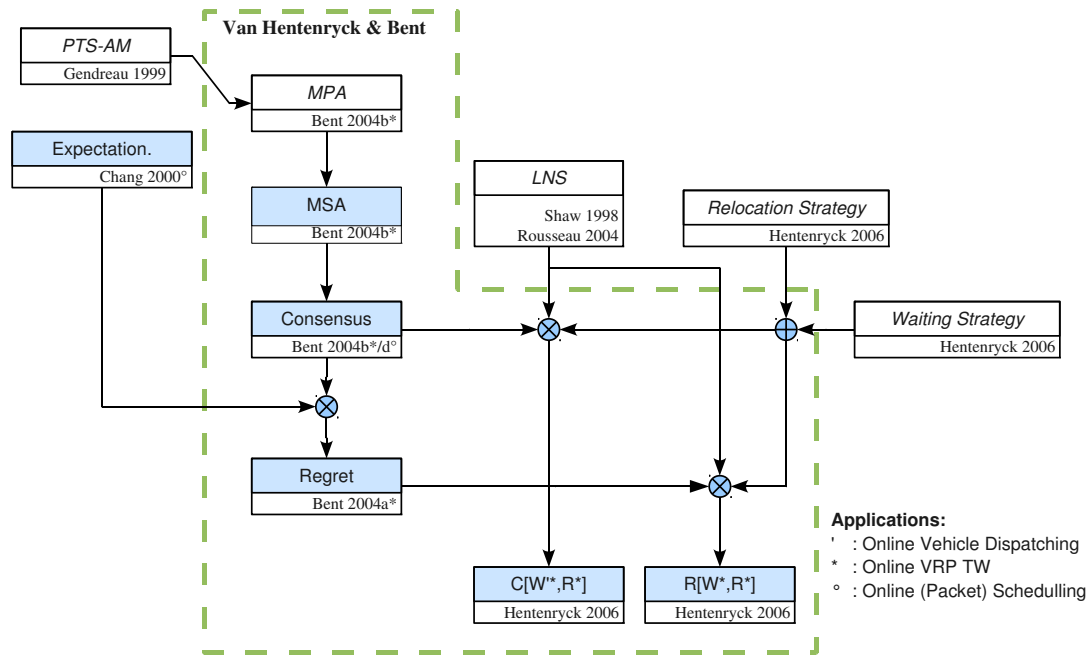 Van Hentenryck & Bent
PTS-AM
Gendreau 1999
MPA
Bent 2004b*
Expectation.
Chang 2000°
MSA
Bent 2004b*
LNS
Shaw 1998
Rousseau 2004
Relocation Strategy
Hentenryck 2006
Consensus
Bent 2004b*/d°
Waiting Strategy
Hentenryck 2006
Regret
Bent 2004a*
C[W'*,R*]
Hentenryck 2006
R[W*,R*]
Hentenryck 2006
Applications:
' : Online Vehicle Dispatching
* : Online VRP TW
° : Online (Packet) Schedulling